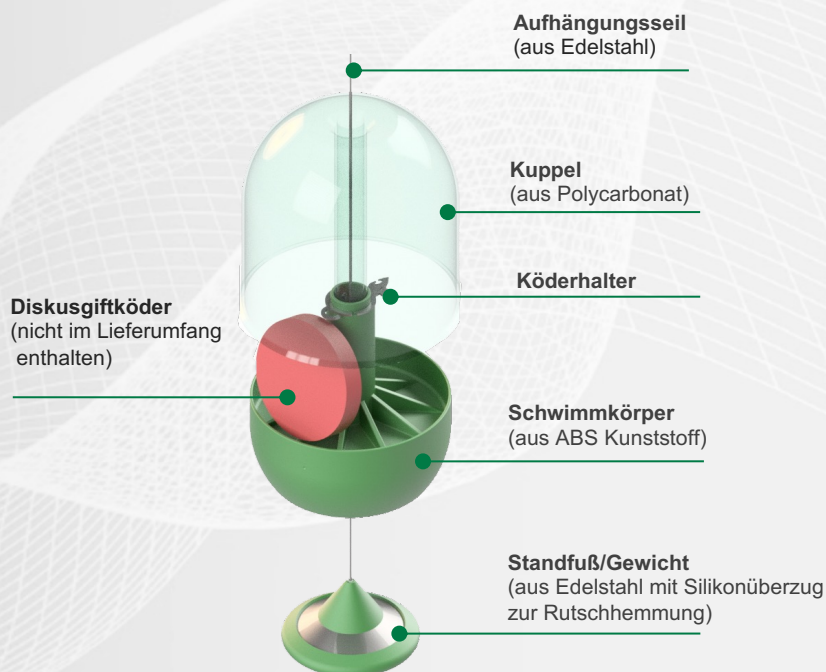 Aufhängungsseil
(aus Edelstahl)
Kuppel
(aus Polycarbonat)
Köderhalter
Diskusgiftköder
(nicht im Lieferumfang
enthalten)
Schwimmkörper
(aus ABS Kunststoff)
Standfuß/Gewicht
(aus Edelstahl mit Silikonüberzug
zur Rutschhemmung)